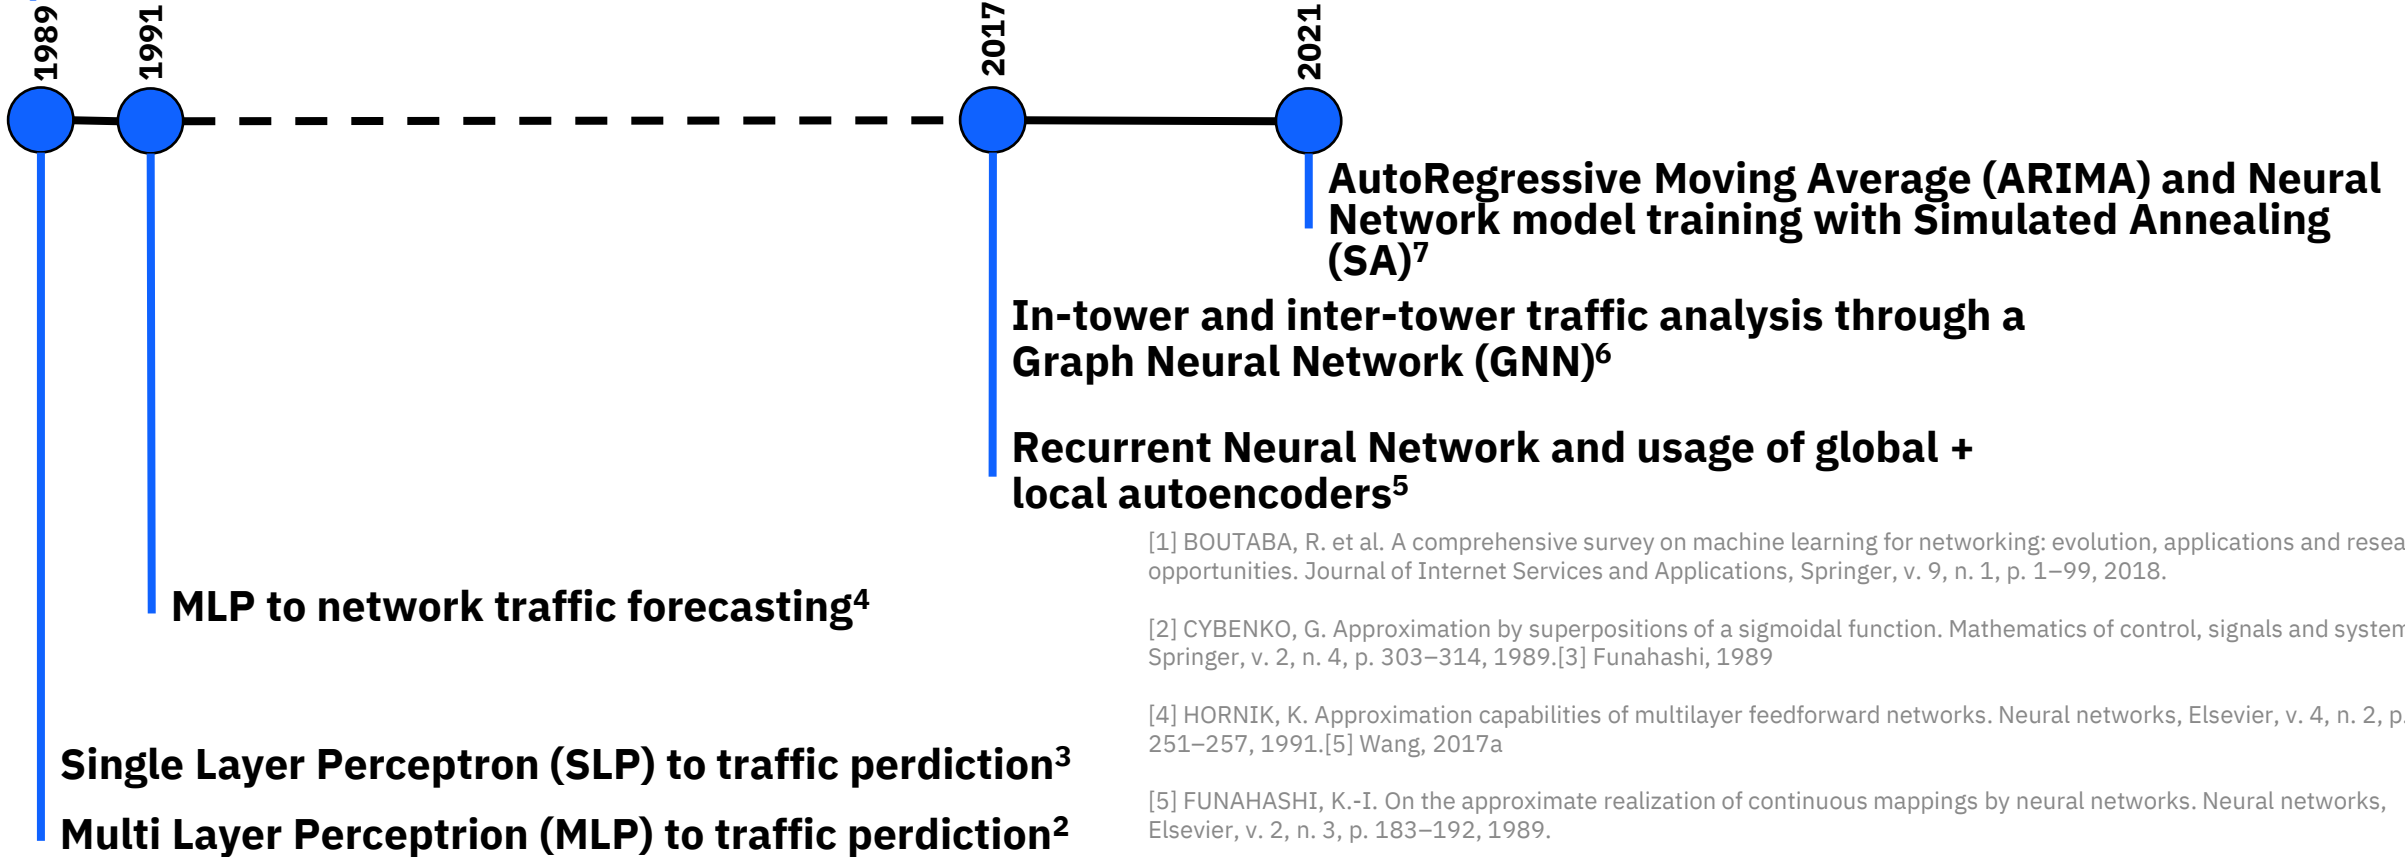 1989
1991
2017
2021
AutoRegressive Moving Average (ARIMA) and Neural
Network model training with Simulated Annealing
(SA)⁷
In-tower and inter-tower traffic analysis through a
Graph Neural Network (GNN)⁶
Recurrent Neural Network and usage of global +
local autoencoders⁵
MLP to network traffic forecasting⁴
Single Layer Perceptron (SLP) to traffic perdiction³
Multi Layer Perceptrion (MLP) to traffic perdiction²
[1] BOUTABA, R. et al. A comprehensive survey on machine learning for networking: evolution, applications and resea
opportunities. Journal of Internet Services and Applications, Springer, v. 9, n. 1, p. 1–99, 2018.
[2] CYBENKO, G. Approximation by superpositions of a sigmoidal function. Mathematics of control, signals and system
Springer, v. 2, n. 4, p. 303–314, 1989.[3] Funahashi, 1989
[4] HORNIK, K. Approximation capabilities of multilayer feedforward networks. Neural networks, Elsevier, v. 4, n. 2, p.
251–257, 1991.[5] Wang, 2017a
[5] FUNAHASHI, K.-I. On the approximate realization of continuous mappings by neural networks. Neural networks,
Elsevier, v. 2, n. 3, p. 183–192, 1989.